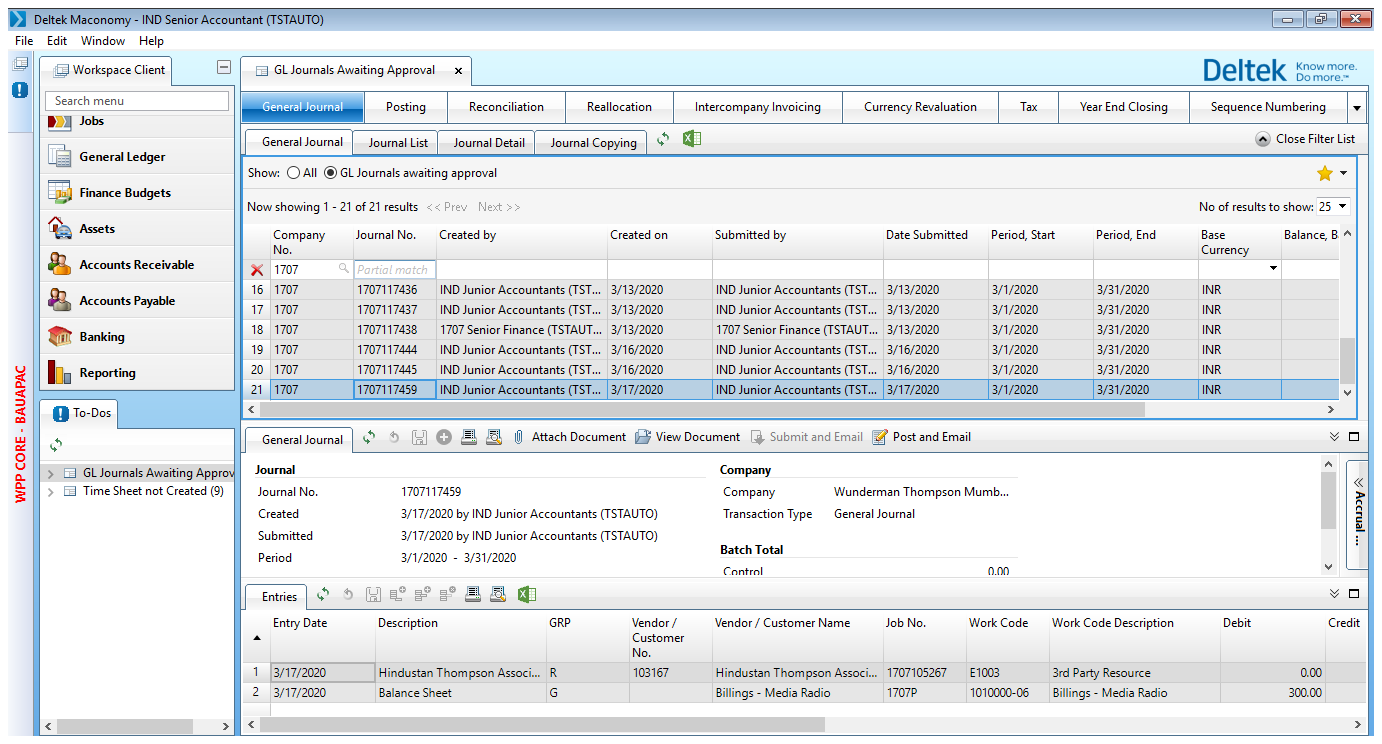 Deltek Maconomy - IND Senior Accountant (TSTAUTO)
File Edit Window Help
WPP CORE - BAUAPAC
Workspace Client
Search menu
Jobs
General Ledger
Finance Budgets
Assets
Accounts Receivable
Accounts Payable
Banking
Reporting
To-Dos
GL Journals Awaiting Approv
Time Sheet not Created (9)
GL Journals Awaiting Approval x
Deltek Know more. Do more.™
General Journal Posting Reconciliation Reallocation Intercompany Invoicing Currency Revaluation Tax Year End Closing Sequence Numbering
General Journal Journal List Journal Detail Journal Copying Close Filter List
Show: All GL Journals awaiting approval
Now showing 1 - 21 of 21 results << Prev Next >> No of results to show: 25
Company No. Journal No. Created by Created on Submitted by Date Submitted Period, Start Period, End Base Currency Balance, B
1707 Partial match
16 1707 1707117436 IND Junior Accountants (TST... 3/13/2020 IND Junior Accountants (TST... 3/13/2020 3/1/2020 3/31/2020 INR
17 1707 1707117437 IND Junior Accountants (TST... 3/13/2020 IND Junior Accountants (TST... 3/13/2020 3/1/2020 3/31/2020 INR
18 1707 1707117438 1707 Senior Finance (TSTAUT... 3/13/2020 1707 Senior Finance (TSTAUT... 3/13/2020 3/1/2020 3/31/2020 INR
19 1707 1707117444 IND Junior Accountants (TST... 3/16/2020 IND Junior Accountants (TST... 3/16/2020 3/1/2020 3/31/2020 INR
20 1707 1707117445 IND Junior Accountants (TST... 3/16/2020 IND Junior Accountants (TST... 3/16/2020 3/1/2020 3/31/2020 INR
21 1707 1707117459 IND Junior Accountants (TST... 3/17/2020 IND Junior Accountants (TST... 3/17/2020 3/1/2020 3/31/2020 INR
General Journal Attach Document View Document Submit and Email Post and Email
Journal
Journal No. 1707117459
Created 3/17/2020 by IND Junior Accountants (TSTAUTO)
Submitted 3/17/2020 by IND Junior Accountants (TSTAUTO)
Period 3/1/2020 - 3/31/2020
Company
Company Wunderman Thompson Mumb...
Transaction Type General Journal
Batch Total
Control 0.00
Accrual ...
Entries
Entry Date Description GRP Vendor / Customer No. Vendor / Customer Name Job No. Work Code Work Code Description Debit Credit
1 3/17/2020 Hindustan Thompson Associ... R 103167 Hindustan Thompson Associ... 1707105267 E1003 3rd Party Resource 0.00
2 3/17/2020 Balance Sheet G Billings - Media Radio 1707P 1010000-06 Billings - Media Radio 300.00